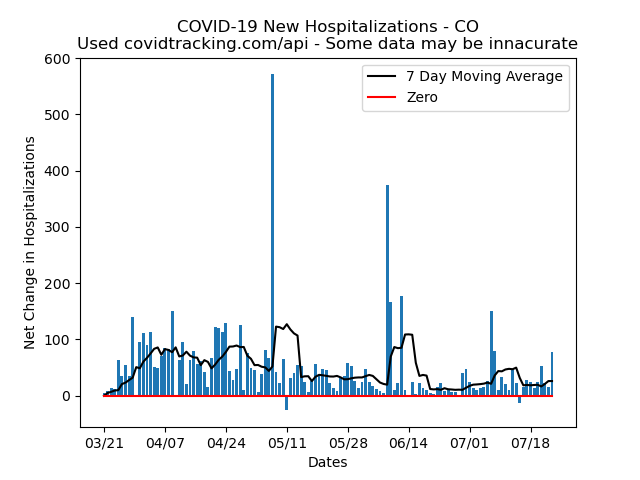 COVID-19 New Hospitalizations - CO
Used covidtracking.com/api - Some data may be innacurate
7 Day Moving Average
Zero
Net Change in Hospitalizations
600
500
400
300
200
100
0
03/21 04/07 04/24 05/11 05/28 06/14 07/01 07/18
Dates